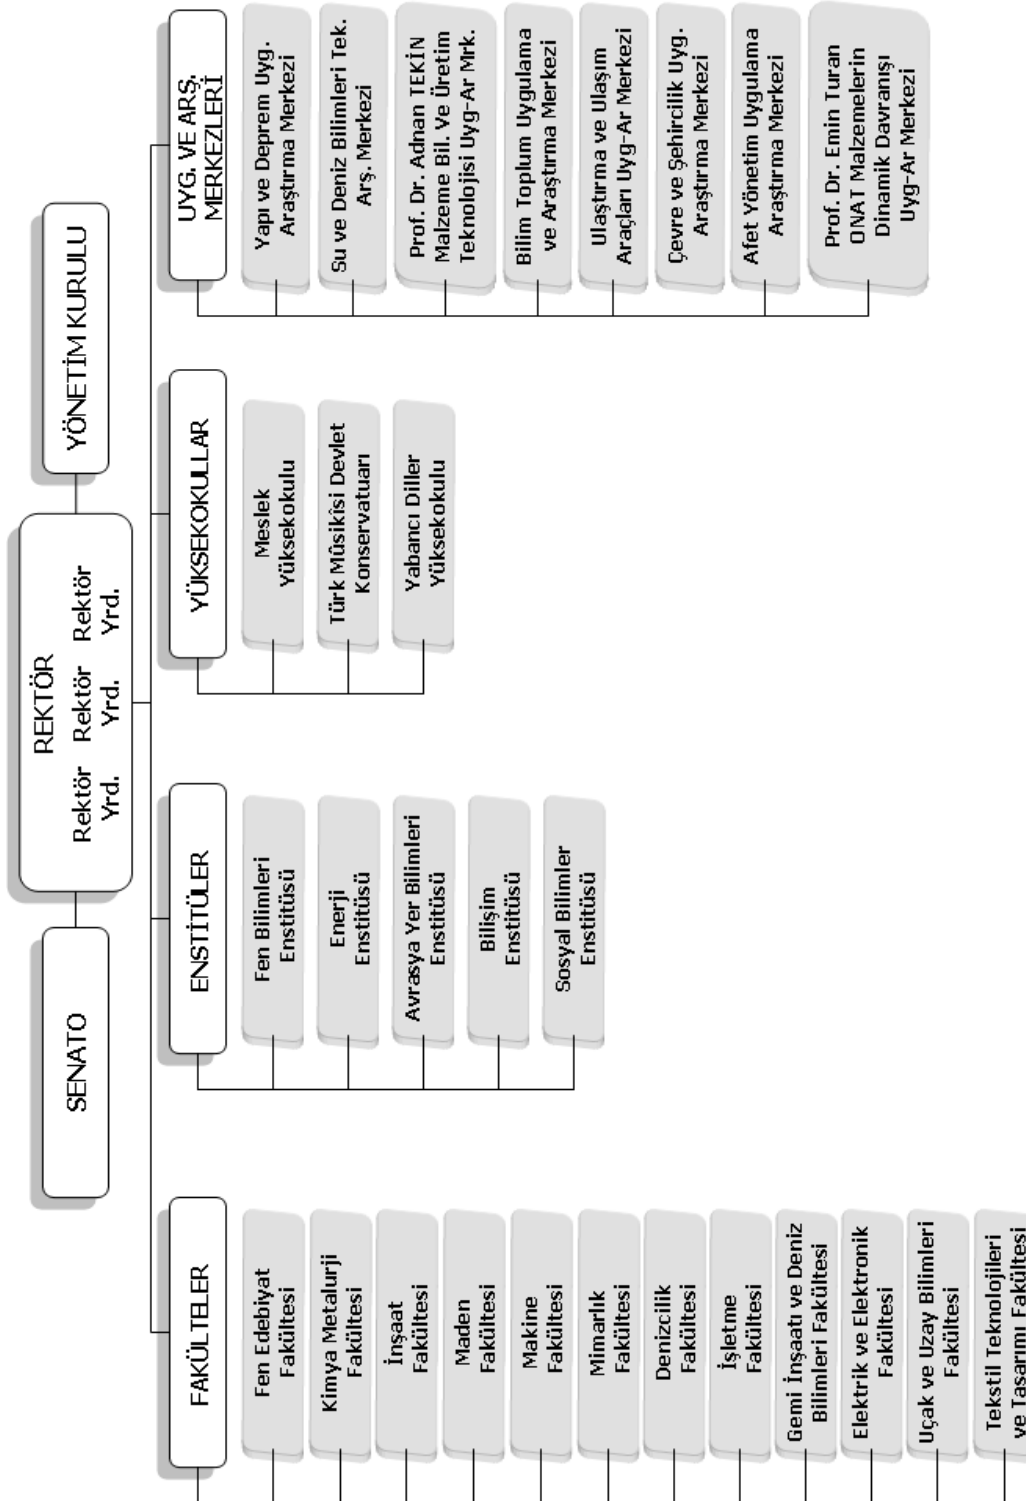 SENATO
REKTÖR
Rektör Rektör Rektör
Yrd. Yrd. Yrd.
YÖNETİM KURULU
FAKÜLTELER
Fen Edebiyat
Fakültesi
Kimya Metalurji
Fakültesi
İnşaat
Fakültesi
Maden
Fakültesi
Makine
Fakültesi
Minarlık
Fakültesi
Denizcilik
Fakültesi
İşletme
Fakültesi
Gemi İnşaatı ve Deniz
Bilimleri Fakültesi
Elektrik ve Elektronik
Fakültesi
Uçak ve Uzay Bilimleri
Fakültesi
Tekstil Teknolojileri
ve Tasarımı Fakültesi
ENSTİTÜLER
Fen Bilimleri
Enstitüsü
Enerji
Enstitüsü
Avrasya Yer Bilimleri
Enstitüsü
Bilişim
Enstitüsü
Sosyal Bilimler
Enstitüsü
YÜKSEKOKULLAR
Meslek
Yüksekokulu
Türk Mûsikîsi Devlet
Konservatuarı
Yabancı Diller
Yüksekokulu
UYG. VE ARŞ.
MERKEZLERİ
Yapı ve Deprem Uyg.
Araştırma Merkezi
Su ve Deniz Bilimleri Tek.
Arş. Merkezi
Prof. Dr. Adnan TEKİN
Malzeme Bil. Ve Üretim
Teknolojisi Uyg-Ar Mrk.
Bilim Toplum Uygulama
ve Araştırma Merkezi
Ulaştırma ve Ulaşım
Araçları Uyg-Ar Merkezi
Çevre ve Şehircilik Uyg.
Araştırma Merkezi
Afet Yönetim Uygulama
Araştırma Merkezi
Prof. Dr. Emin Turan
ONAT Malzemelerin
Dinamik Davranışı
Uyg-Ar Merkezi